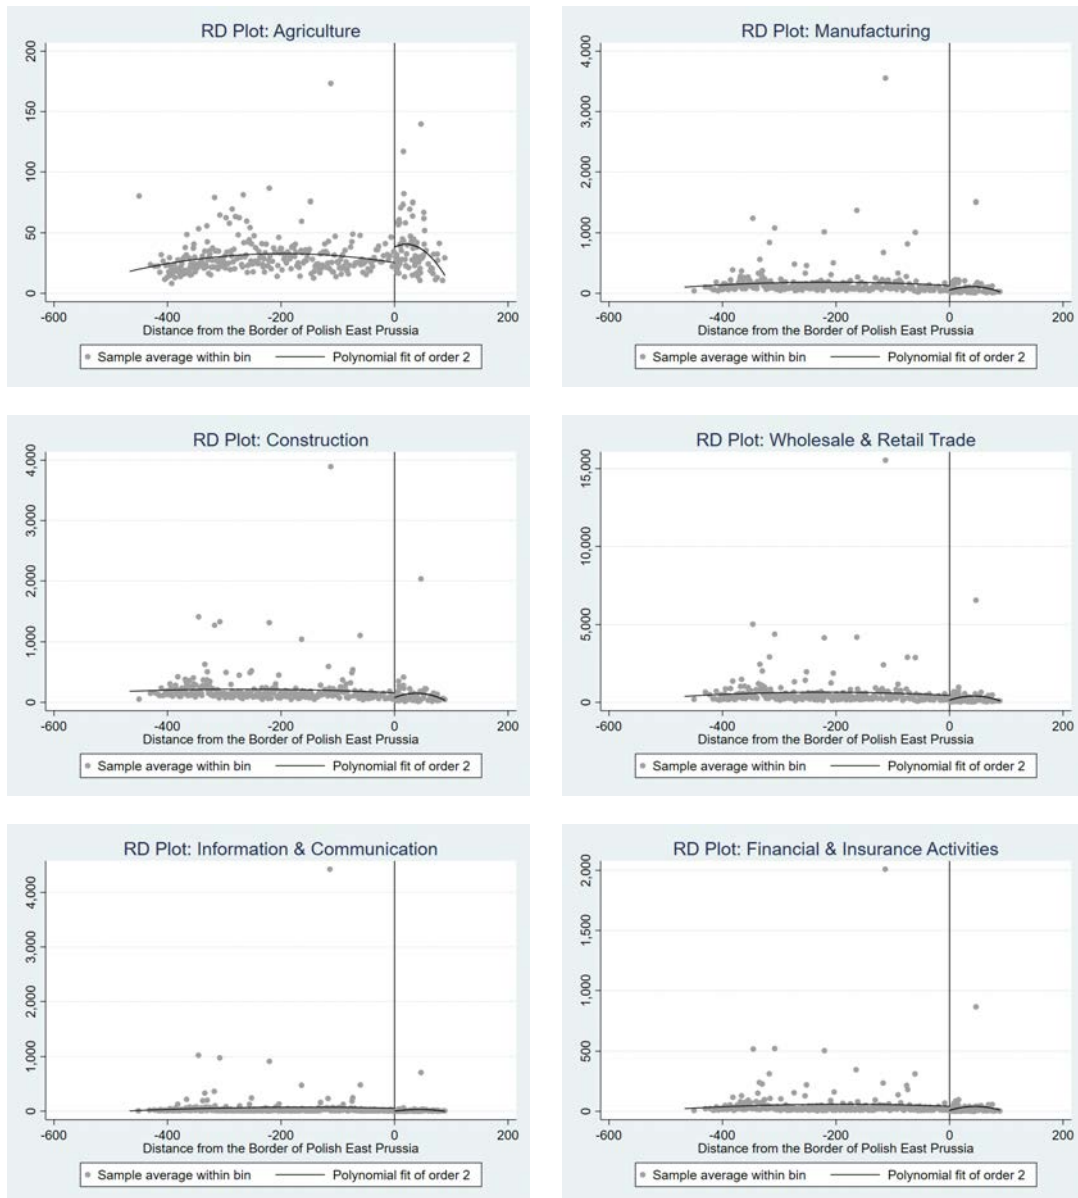 RD Plot: Agriculture
200
150
100
50
0
-600 -400 -200 0 200
Distance from the Border of Polish East Prussia
Sample average within bin Polynomial fit of order 2
RD Plot: Manufacturing
4,000
3,000
2,000
1,000
0
-600 -400 -200 0 200
Distance from the Border of Polish East Prussia
Sample average within bin Polynomial fit of order 2
RD Plot: Construction
4,000
3,000
2,000
1,000
0
-600 -400 -200 0 200
Distance from the Border of Polish East Prussia
Sample average within bin Polynomial fit of order 2
RD Plot: Wholesale & Retail Trade
15,000
10,000
5,000
0
-600 -400 -200 0 200
Distance from the Border of Polish East Prussia
Sample average within bin Polynomial fit of order 2
RD Plot: Information & Communication
4,000
3,000
2,000
1,000
0
-600 -400 -200 0 200
Distance from the Border of Polish East Prussia
Sample average within bin Polynomial fit of order 2
RD Plot: Financial & Insurance Activities
2,000
1,500
1,000
500
0
-600 -400 -200 0 200
Distance from the Border of Polish East Prussia
Sample average within bin Polynomial fit of order 2